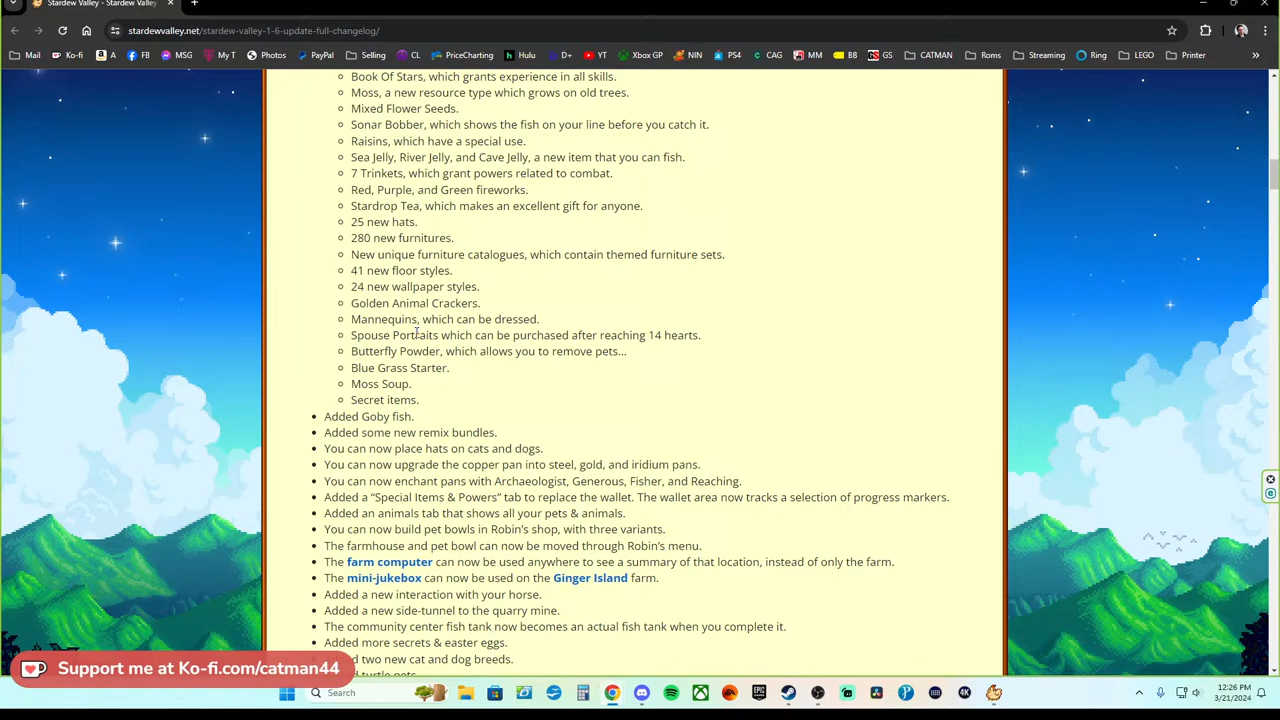 Stardew Valley - Stardew Valley
stardewvalley.net/stardew-valley-1-6-update-full-changelog/
Mail Ko-fi A FB MSG My T Photos PayPal Selling CL PriceCharting Hulu D+ YT Xbox GP NIN PS4 CAG MM BB GS CATMAN Roms Streaming Ring LEGO Printer
Book Of Stars, which grants experience in all skills.
Moss, a new resource type which grows on old trees.
Mixed Flower Seeds.
Sonar Bobber, which shows the fish on your line before you catch it.
Raisins, which have a special use.
Sea Jelly, River Jelly, and Cave Jelly, a new item that you can fish.
7 Trinkets, which grant powers related to combat.
Red, Purple, and Green fireworks.
Stardrop Tea, which makes an excellent gift for anyone.
25 new hats.
280 new furnitures.
New unique furniture catalogues, which contain themed furniture sets.
41 new floor styles.
24 new wallpaper styles.
Golden Animal Crackers.
Mannequins, which can be dressed.
Spouse Portraits which can be purchased after reaching 14 hearts.
Butterfly Powder, which allows you to remove pets...
Blue Grass Starter.
Moss Soup.
Secret items.
Added Goby fish.
Added some new remix bundles.
You can now place hats on cats and dogs.
You can now upgrade the copper pan into steel, gold, and iridium pans.
You can now enchant pans with Archaeologist, Generous, Fisher, and Reaching.
Added a “Special Items & Powers” tab to replace the wallet. The wallet area now tracks a selection of progress markers.
Added an animals tab that shows all your pets & animals.
You can now build pet bowls in Robin’s shop, with three variants.
The farmhouse and pet bowl can now be moved through Robin’s menu.
The farm computer can now be used anywhere to see a summary of that location, instead of only the farm.
The mini-jukebox can now be used on the Ginger Island farm.
Added a new interaction with your horse.
Added a new side-tunnel to the quarry mine.
The community center fish tank now becomes an actual fish tank when you complete it.
Added more secrets & easter eggs.
two new cat and dog breeds.
Support me at Ko-fi.com/catman44
Search
4K
12:26 PM
3/21/2024